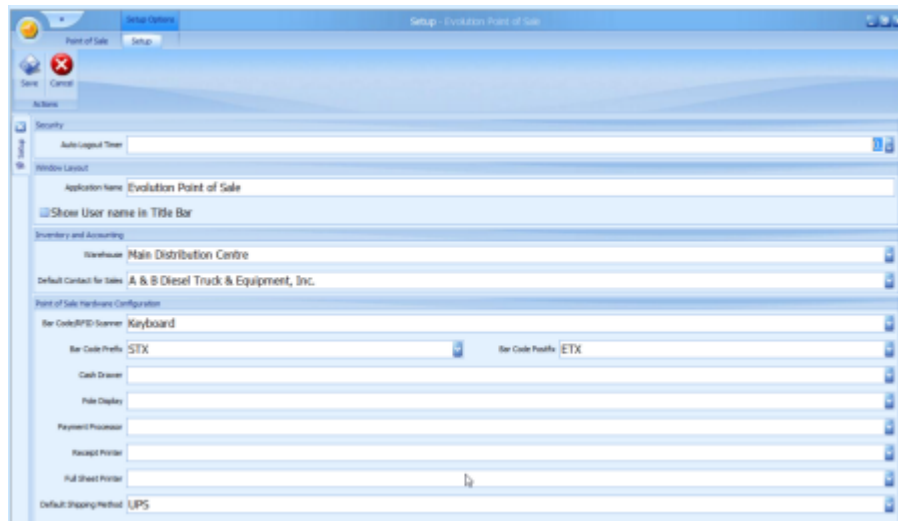 Setup Options
Setup - Evolution Point of Sale
Point of Sale
Setup
Save
Cancel
Actions
Setup
Security
Auto Logout Timer
0
Window Layout
Application Name Evolution Point of Sale
Show User name in Title Bar
Inventory and Accounting
Warehouse Main Distribution Centre
Default Contact for Sales A & B Diesel Truck & Equipment, Inc.
Point of Sale Hardware Configuration
Bar Code/RFID Scanner Keyboard
Bar Code Prefix STX Bar Code Postfix ETX
Cash Drawer
Pole Display
Payment Processor
Receipt Printer
Full Sheet Printer
Default Shipping Method UPS